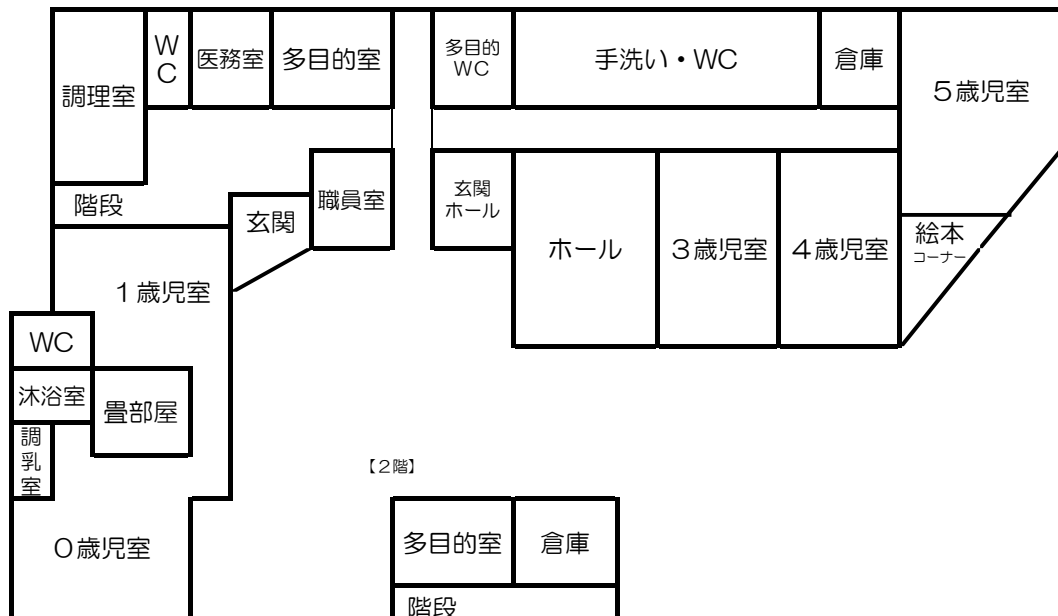 調理室
WC
医務室
多目的室
多目的
WC
手洗い・WC
倉庫
５歳児室
階段
玄関
職員室
玄関
ホール
ホール
３歳児室
４歳児室
絵本
コーナー
１歳児室
WC
沐浴室
畳部屋
調乳室
０歳児室
【２階】
多目的室
倉庫
階段